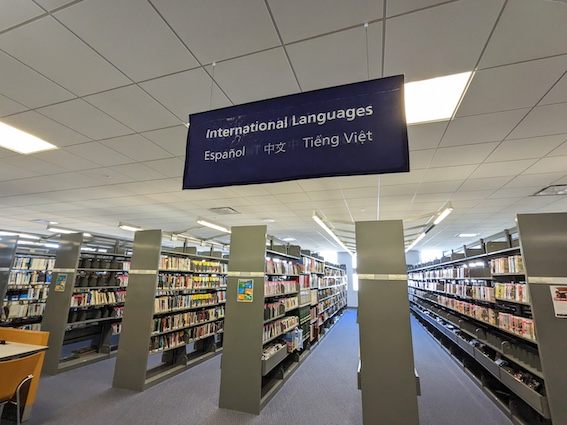 International Languages
Español 中文 Tiếng Việt